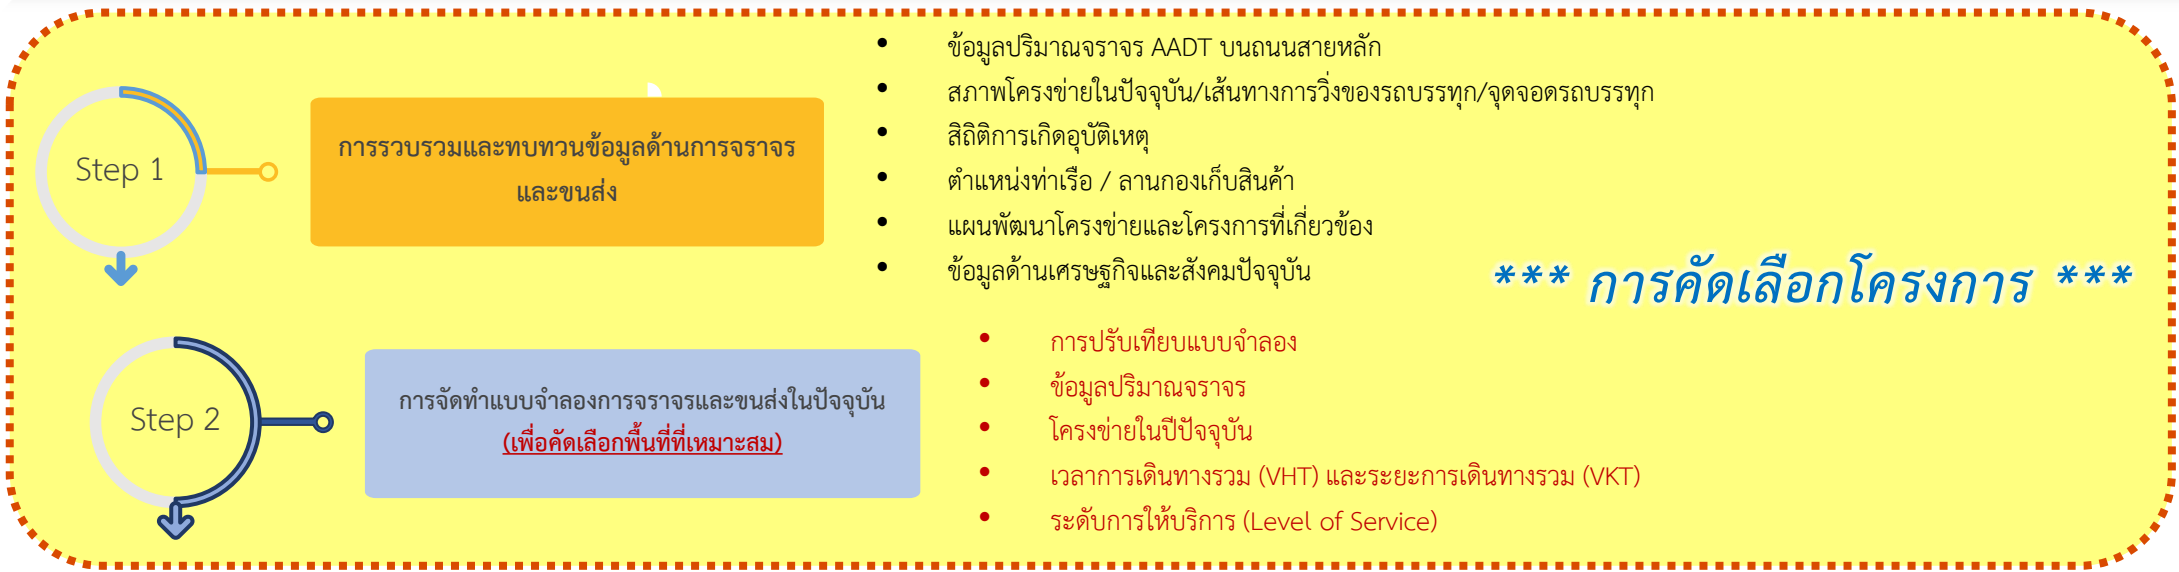 Step 1
การรวบรวมและทบทวนข้อมูลด้านการจราจร
และขนส่ง
• ข้อมูลปริมาณจราจร AADT บนถนนสายหลัก
• สภาพโครงข่ายในปัจจุบัน/เส้นทางการวิ่งของรถบรรทุก/จุดจอดรถบรรทุก
• สิถิติการเกิดอุบัติเหตุ
• ตำแหน่งท่าเรือ / ลานกองเก็บสินค้า
• แผนพัฒนาโครงข่ายและโครงการที่เกี่ยวข้อง
• ข้อมูลด้านเศรษฐกิจและสังคมปัจจุบัน
*** การคัดเลือกโครงการ ***
Step 2
การจัดทำแบบจำลองการจราจรและขนส่งในปัจจุบัน
(เพื่อคัดเลือกพื้นที่ที่เหมาะสม)
• การปรับเทียบแบบจำลอง
• ข้อมูลปริมาณจราจร
• โครงข่ายในปีปัจจุบัน
• เวลาการเดินทางรวม (VHT) และระยะการเดินทางรวม (VKT)
• ระดับการให้บริการ (Level of Service)